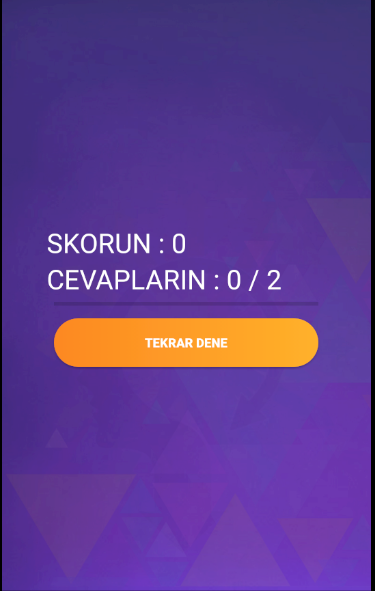 SKORUN : 0
CEVAPLARIN : 0 / 2
TEKRAR DENE